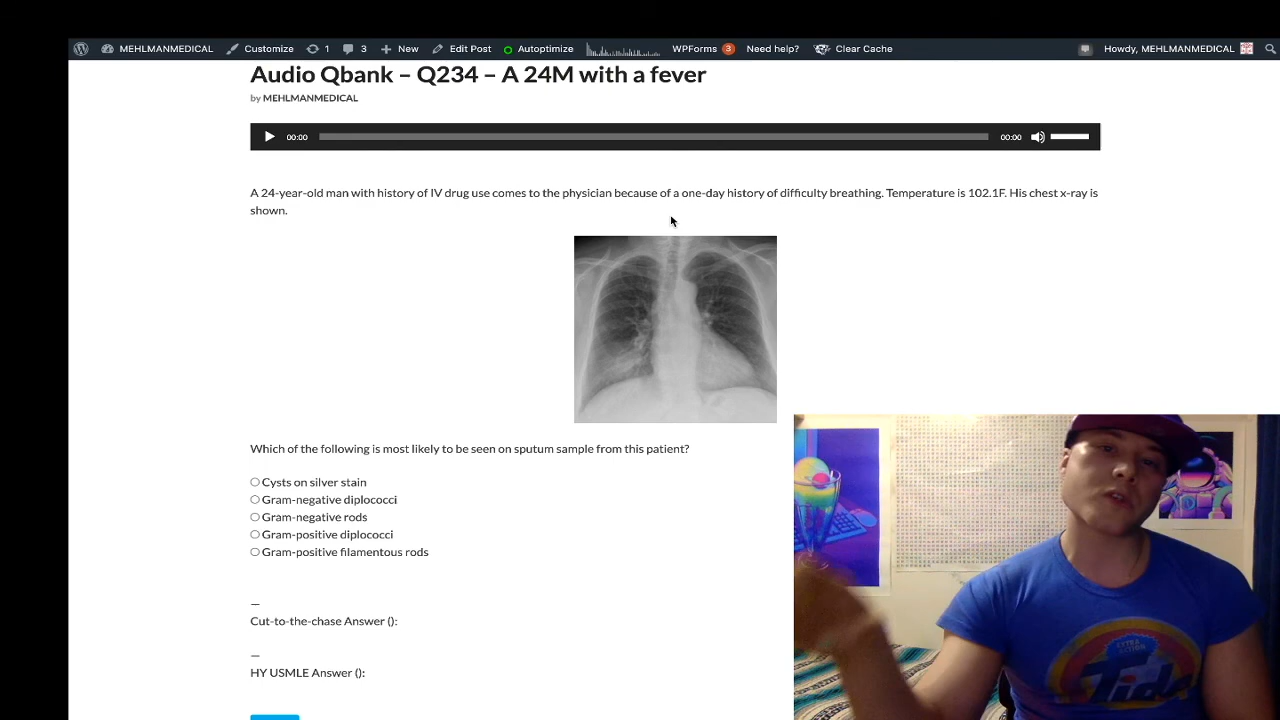 MEHLMANMEDICAL Customize 1 3 New Edit Post Autoptimize WPForms 3 Need help? Clear Cache Howdy, MEHLMANMEDICAL
Audio Qbank – Q234 – A 24M with a fever
by MEHLMANMEDICAL
00:00 00:00
A 24-year-old man with history of IV drug use comes to the physician because of a one-day history of difficulty breathing. Temperature is 102.1F. His chest x-ray is
shown.
Which of the following is most likely to be seen on sputum sample from this patient?
Cysts on silver stain
Gram-negative diplococci
Gram-negative rods
Gram-positive diplococci
Gram-positive filamentous rods
—
Cut-to-the-chase Answer ():
—
HY USMLE Answer ():
EXTRA
ACTION
Tide